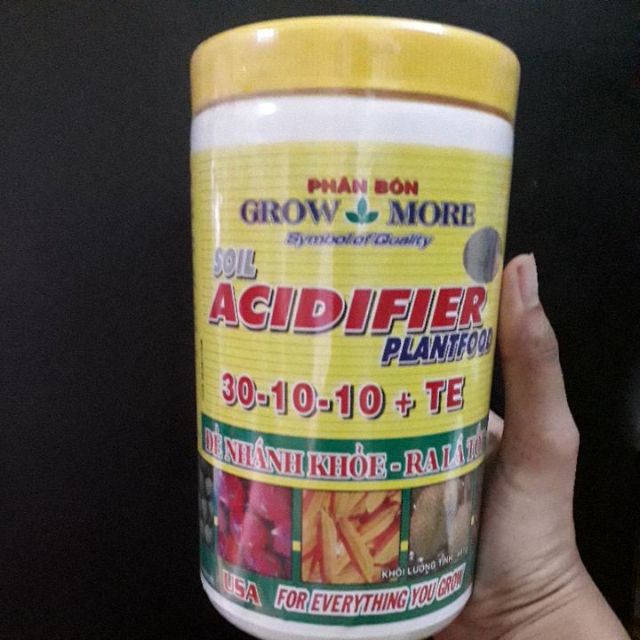 PHÂN BÓN
GROW MORE
Symbol of Quality
SOIL
ACIDIFIER
PLANTFOOD
30-10-10 + TE
ĐẺ NHÁNH KHỎE - RA LÁ
KHỐI LƯỢNG TỊNH
USA FOR EVERYTHING YOU GROW